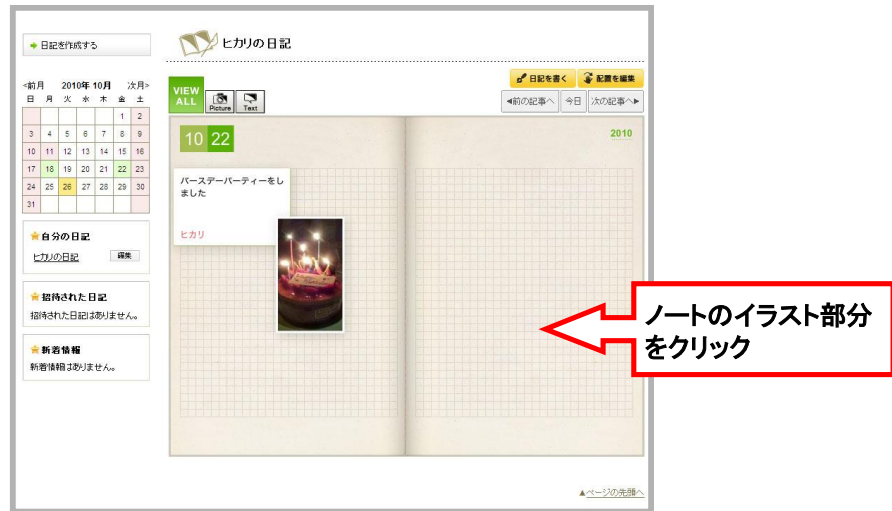 日記を作成する
ヒカリの日記
<前月 2010年 10月 次月>
日 月 火 水 木 金 土
1 2
3 4 5 6 7 8 9
10 11 12 13 14 15 16
17 18 19 20 21 22 23
24 25 26 27 28 29 30
31
自分の日記
ヒカリの日記 編集
招待された日記
招待された日記はありません。
新着情報
新着情報はありません。
日記を書く 配置を編集
VIEW ALL Picture Text
◀前の記事へ 今日 次の記事へ▶
10 22 2010
バースデーパーティーをし
ました
ヒカリ
ノートのイラスト部分
をクリック
▲ページの先頭へ